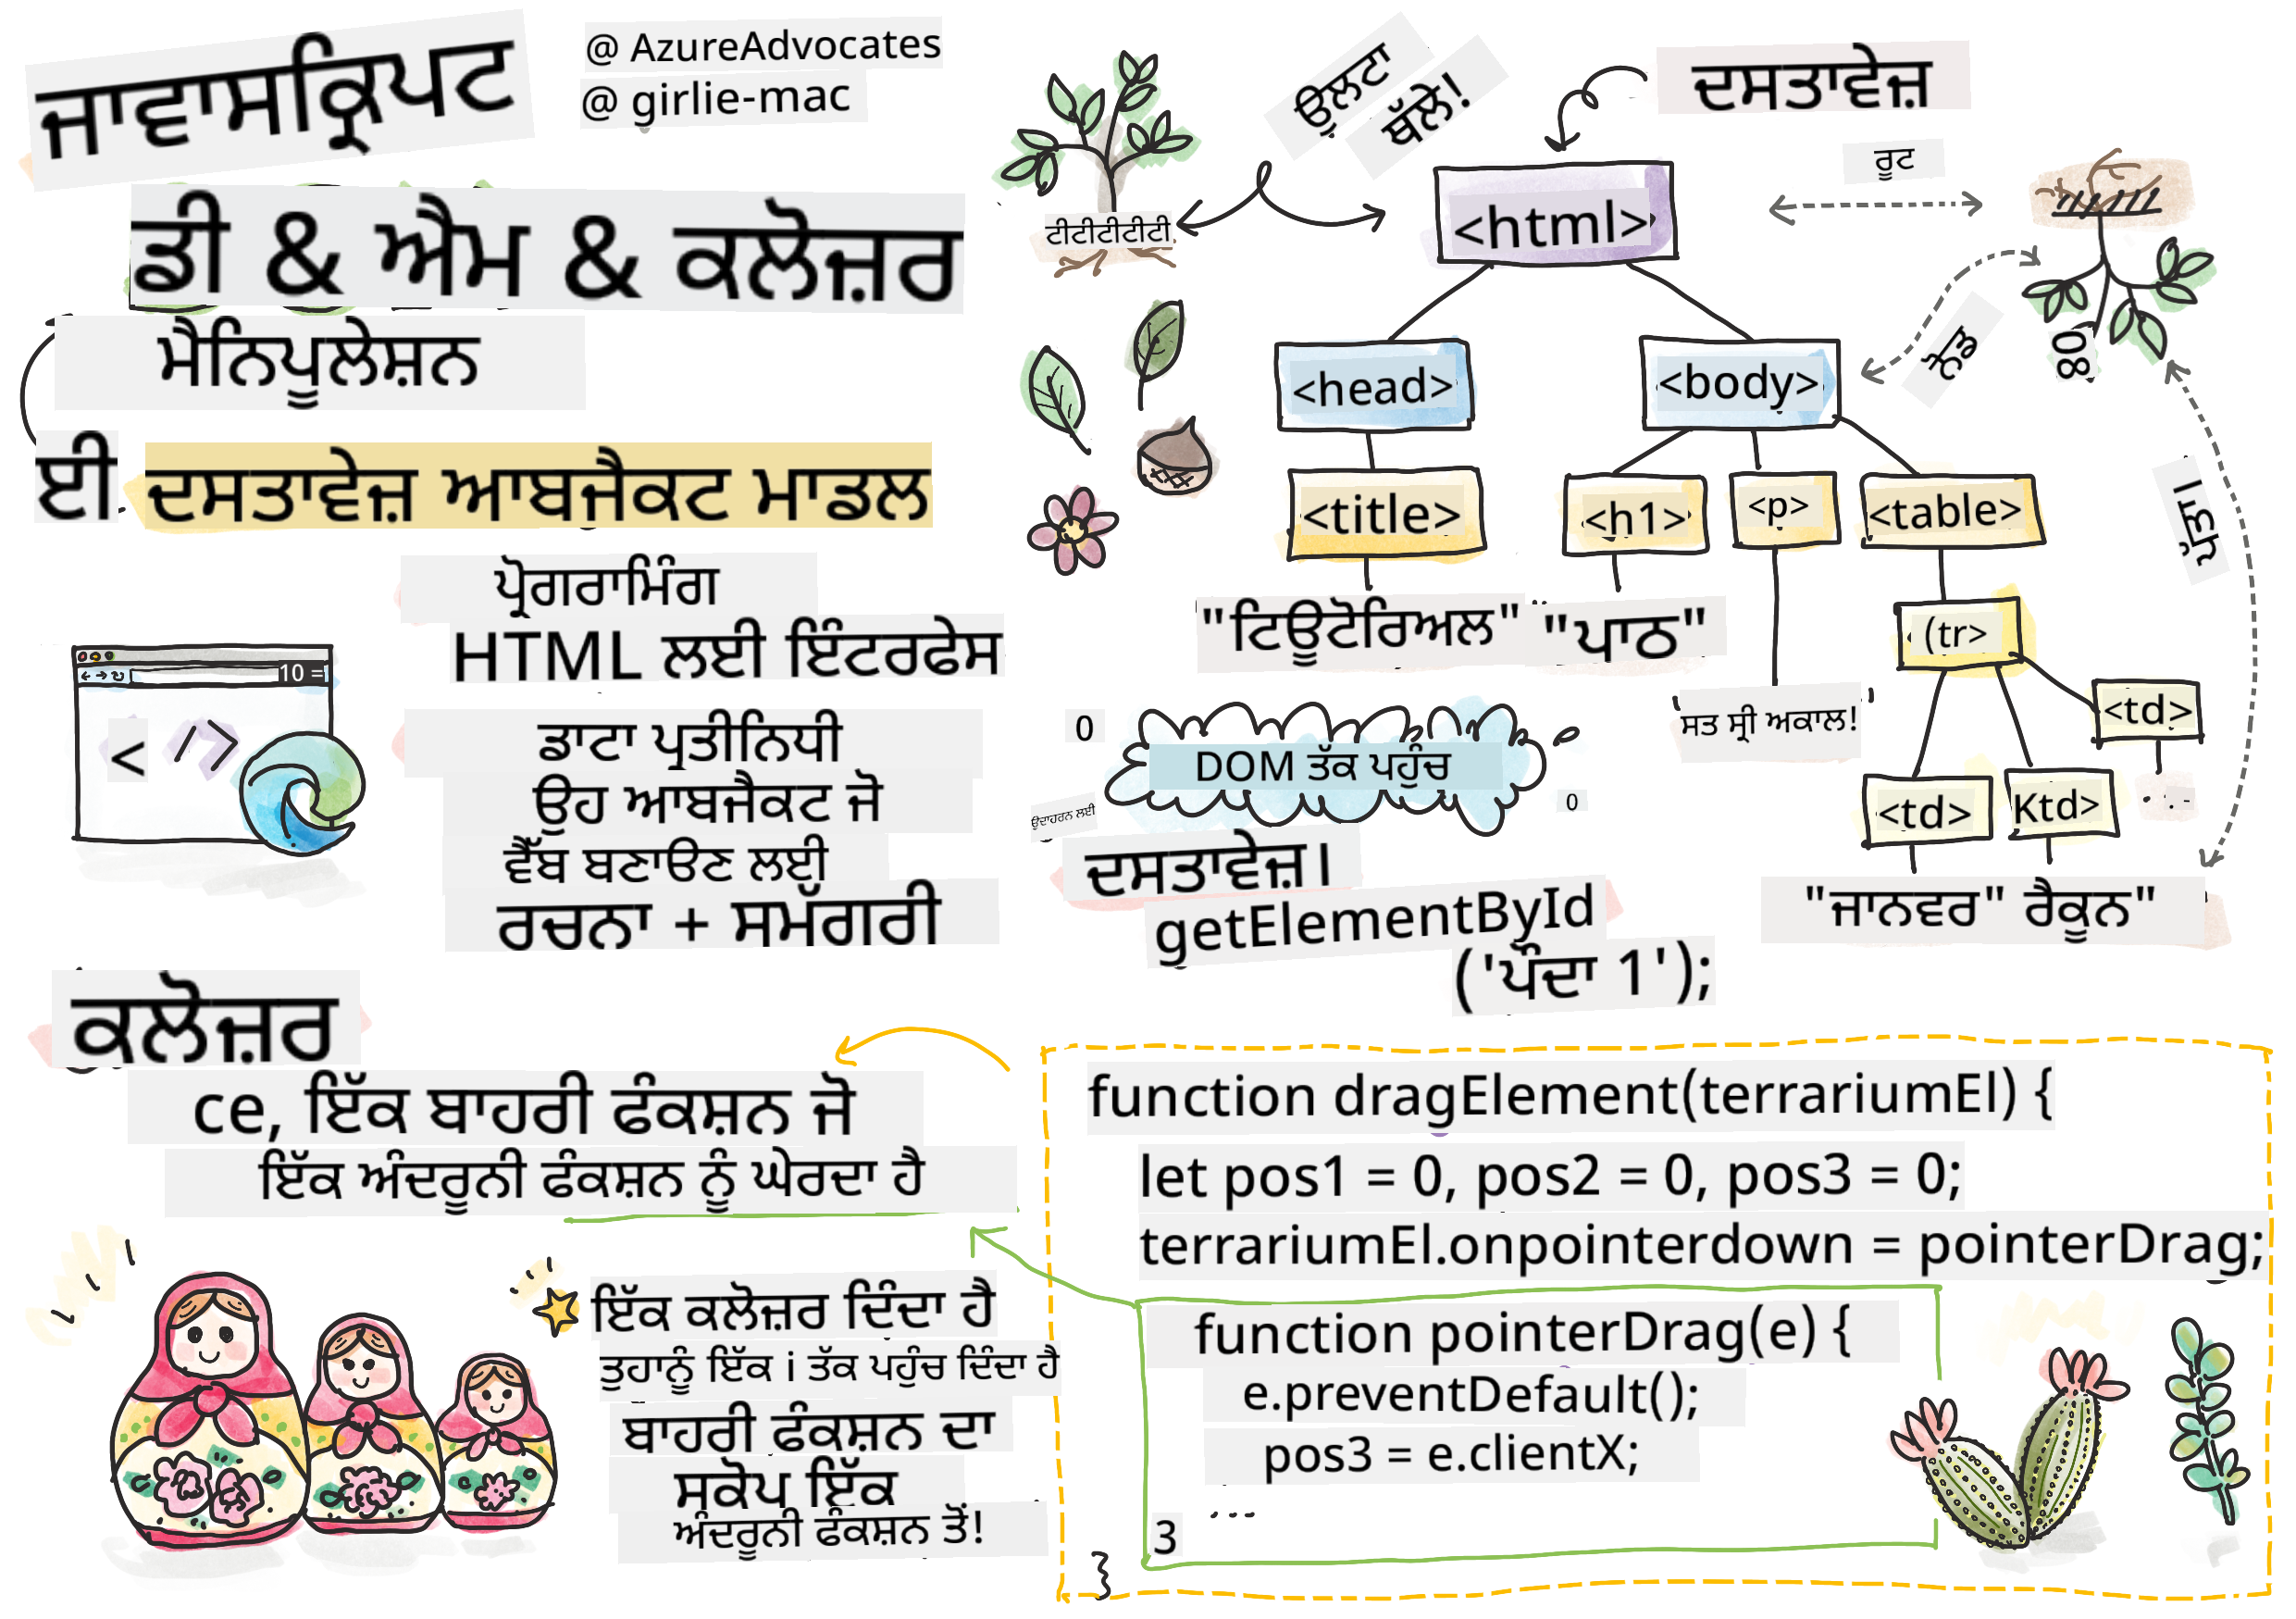 ਜਾਵਾਸਕ੍ਰਿਪਟ
@ AzureAdvocates
@ girlie-mac
ਡੀ & ਐਮ & ਕਲੋਜ਼ਰ
ਮੈਨਿਪੂਲੇਸ਼ਨ
ਈ ਦਸਤਾਵੇਜ਼ ਆਬਜੈਕਟ ਮਾਡਲ
ਪ੍ਰੋਗਰਾਮਿੰਗ
HTML ਲਈ ਇੰਟਰਫੇਸ
10 =
< />
ਡਾਟਾ ਪ੍ਰਤੀਨਿਧੀ
ਉਹ ਆਬਜੈਕਟ ਜੋ
ਵੈੱਬ ਬਣਾਉਣ ਲਈ
ਰਚਨਾ + ਸਮੱਗਰੀ
ਉਲਟਾ
ਥੱਲੇ!
ਦਸਤਾਵੇਜ਼
ਰੂਟ
ਟੀਟੀਟੀਟੀਟੀ
<html>
ਨੋਡ
80
<head>
<body>
<title>
<h1>
<p>
<table>
"ਟਿਊਟੋਰਿਅਲ"
"ਪਾਠ"
(tr>
ਸਤ ਸ੍ਰੀ ਅਕਾਲ!
<td>
<td>
Ktd>
"ਜਾਨਵਰ" ਰੈਕੂਨ"
0
DOM ਤੱਕ ਪਹੁੰਚ
0
ਉਦਾਹਰਨ ਲਈ
ਦਸਤਾਵੇਜ਼।
getElementById
('ਪੰਦਾ 1');
ਕਲੋਜ਼ਰ
ce, ਇੱਕ ਬਾਹਰੀ ਫੰਕਸ਼ਨ ਜੋ
ਇੱਕ ਅੰਦਰੂਨੀ ਫੰਕਸ਼ਨ ਨੂੰ ਘੇਰਦਾ ਹੈ
ਇੱਕ ਕਲੋਜ਼ਰ ਦਿੰਦਾ ਹੈ
ਤੁਹਾਨੂੰ ਇੱਕ i ਤੱਕ ਪਹੁੰਚ ਦਿੰਦਾ ਹੈ
ਬਾਹਰੀ ਫੰਕਸ਼ਨ ਦਾ
ਸਕੋਪ ਇੱਕ
ਅੰਦਰੂਨੀ ਫੰਕਸ਼ਨ ਤੋਂ!
function dragElement(terrariumEl) {
let pos1 = 0, pos2 = 0, pos3 = 0;
terrariumEl.onpointerdown = pointerDrag;
function pointerDrag(e) {
e.preventDefault();
pos3 = e.clientX;
...
3
}